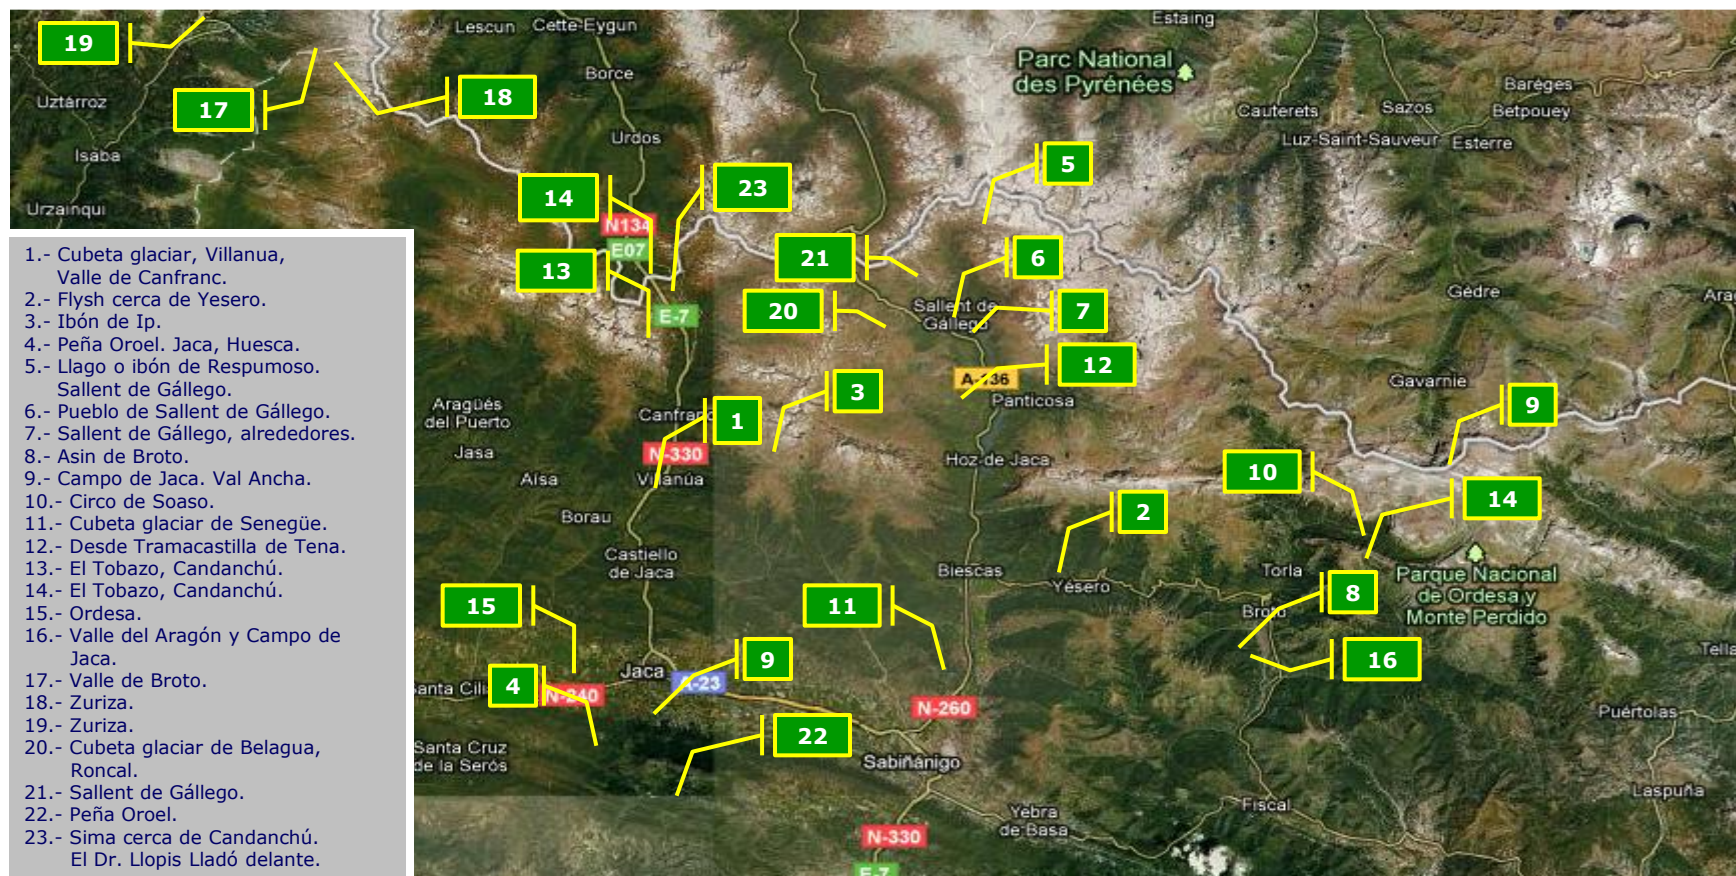 Estaing
Lescun
Cette-Eygun
19
Parc National
des Pyrénées
Borce
Baréges
18
Uztárroz
17
Cauterets
Sazos
Betpouey
Urdos
Luz-Saint-Sauveur
Esterre
Isaba
5
23
14
Urzainqui
N134
E07
21
6
13
1.- Cubeta glaciar, Villanua,
Valle de Canfranc.
2.- Flysh cerca de Yesero.
3.- Ibón de Ip.
4.- Peña Oroel. Jaca, Huesca.
5.- Llago o ibón de Respumoso.
Sallent de Gállego.
6.- Pueblo de Sallent de Gállego.
7.- Sallent de Gállego, alrededores.
8.- Asin de Broto.
9.- Campo de Jaca. Val Ancha.
10.- Circo de Soaso.
11.- Cubeta glaciar de Senegüe.
12.- Desde Tramacastilla de Tena.
13.- El Tobazo, Candanchú.
14.- El Tobazo, Candanchú.
15.- Ordesa.
16.- Valle del Aragón y Campo de
Jaca.
17.- Valle de Broto.
18.- Zuriza.
19.- Zuriza.
20.- Cubeta glaciar de Belagua,
Roncal.
21.- Sallent de Gállego.
22.- Peña Oroel.
23.- Sima cerca de Candanchú.
El Dr. Llopis Lladó delante.
Gèdre
Ara
20
Sallent de
Gállego
7
E-7
12
A-136
Panticosa
Gavarnie
3
9
Aragüés
del Puerto
Canfranc
1
Jasa
N-330
Hoz de Jaca
10
Aísa
Villanúa
14
2
Borau
Castiello
de Jaca
Biescas
Yésero
Torla
Parque Nacional
de Ordesa y
Monte Perdido
8
15
11
Broto
Tella
9
16
Jaca
A-23
4
Santa Cili
N-240
N-260
Puértolas
22
Santa Cruz
de la Serós
Sabiñánigo
Laspuña
Yebra
de Basa
Fiscal
N-330
E-7